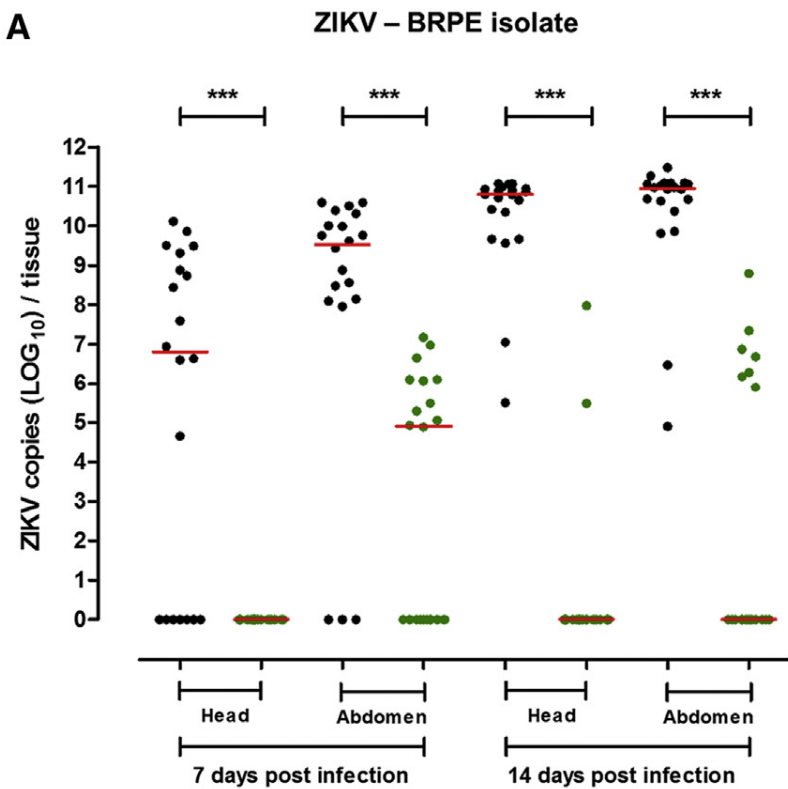 A
ZIKV – BRPE isolate
*** *** *** ***
ZIKV copies (LOG10) / tissue
12
11
10
9
8
7
6
5
4
3
2
1
0
Head Abdomen Head Abdomen
7 days post infection 14 days post infection